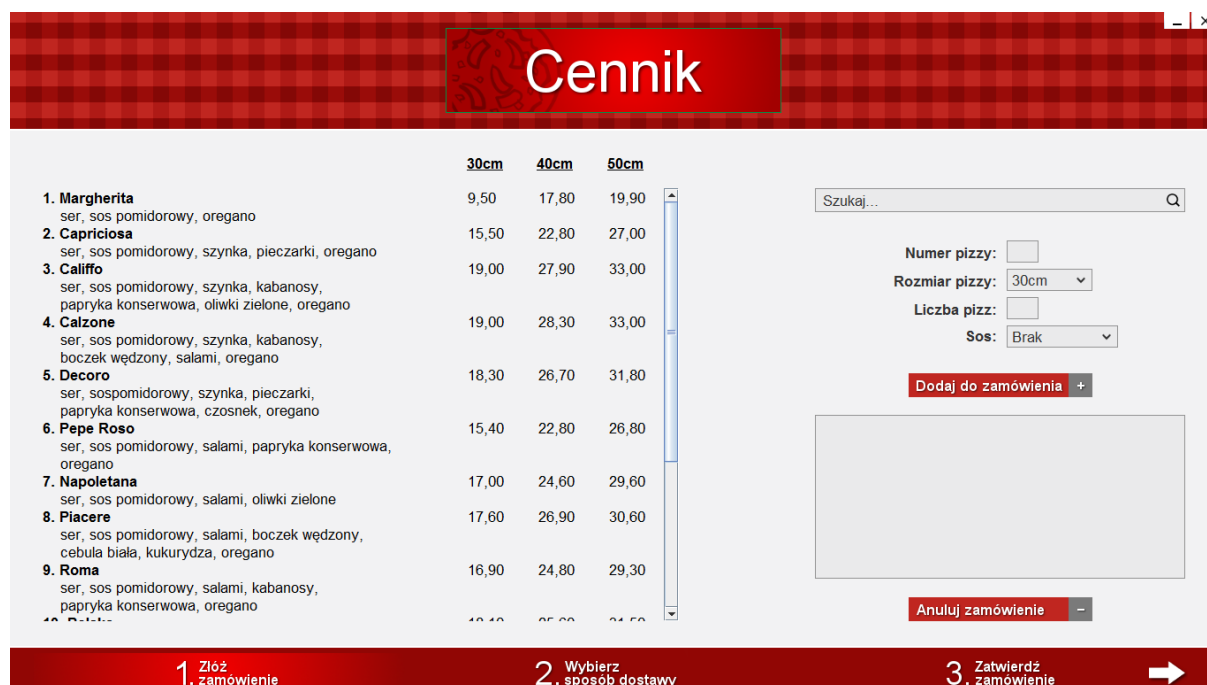 Cennik
30cm 40cm 50cm
1. Margherita 9,50 17,80 19,90
ser, sos pomidorowy, oregano
2. Capriciosa 15,50 22,80 27,00
ser, sos pomidorowy, szynka, pieczarki, oregano
3. Califfo 19,00 27,90 33,00
ser, sos pomidorowy, szynka, kabanosy,
papryka konserwowa, oliwki zielone, oregano
4. Calzone 19,00 28,30 33,00
ser, sos pomidorowy, szynka, kabanosy,
boczek wędzony, salami, oregano
5. Decoro 18,30 26,70 31,80
ser, sospomidorowy, szynka, pieczarki,
papryka konserwowa, czosnek, oregano
6. Pepe Roso 15,40 22,80 26,80
ser, sos pomidorowy, salami, papryka konserwowa,
oregano
7. Napoletana 17,00 24,60 29,60
ser, sos pomidorowy, salami, oliwki zielone
8. Piacere 17,60 26,90 30,60
ser, sos pomidorowy, salami, boczek wędzony,
cebula biała, kukurydza, oregano
9. Roma 16,90 24,80 29,30
ser, sos pomidorowy, salami, kabanosy,
papryka konserwowa, oregano
Szukaj...
Numer pizzy:
Rozmiar pizzy: 30cm
Liczba pizz:
Sos: Brak
Dodaj do zamówienia +
Anuluj zamówienie −
1. Złóż
zamówienie
2. Wybierz
sposób dostawy
3. Zatwierdź
zamówienie